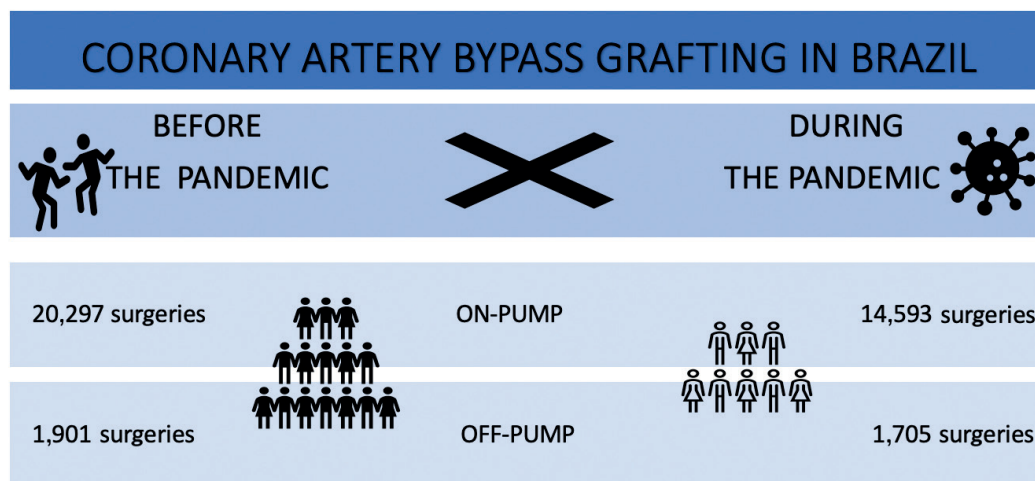 CORONARY ARTERY BYPASS GRAFTING IN BRAZIL
BEFORE
THE PANDEMIC
DURING
THE PANDEMIC
20,297 surgeries
ON-PUMP
14,593 surgeries
1,901 surgeries
OFF-PUMP
1,705 surgeries